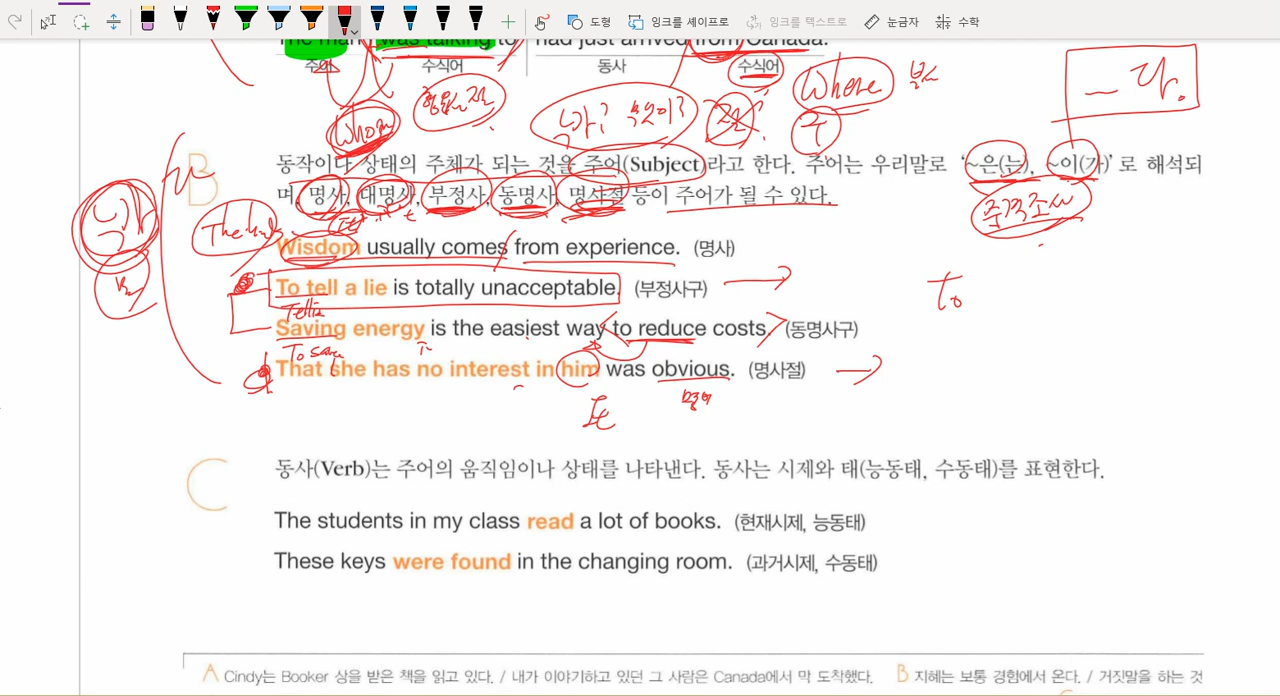 도형 잉크를 셰이프로 잉크를 텍스트로 눈금자 수학
The man was talking to had just arrived from Canada.
주어 수식어 동사 수식어
Where
형용사절
누가? 무엇이?
Whom
주
_ 다.
B 동작이나 상태의 주체가 되는 것을 주어(Subject)라고 한다. 주어는 우리말로 '~은(는), ~이(가)'로 해석되
며, 명사, 대명사, 부정사, 동명사, 명사절 등이 주어가 될 수 있다.
주격조사
Wisdom usually comes from experience. (명사)
To tell a lie is totally unacceptable. (부정사구)
to
Saving energy is the easiest way to reduce costs. (동명사구)
To save
That she has no interest in him was obvious. (명사절)
It
C 동사(Verb)는 주어의 움직임이나 상태를 나타낸다. 동사는 시제와 태(능동태, 수동태)를 표현한다.
The students in my class read a lot of books. (현재시제, 능동태)
These keys were found in the changing room. (과거시제, 수동태)
A Cindy는 Booker 상을 받은 책을 읽고 있다. / 내가 이야기하고 있던 그 사람은 Canada에서 막 도착했다. B 지혜는 보통 경험에서 온다. / 거짓말을 하는 것